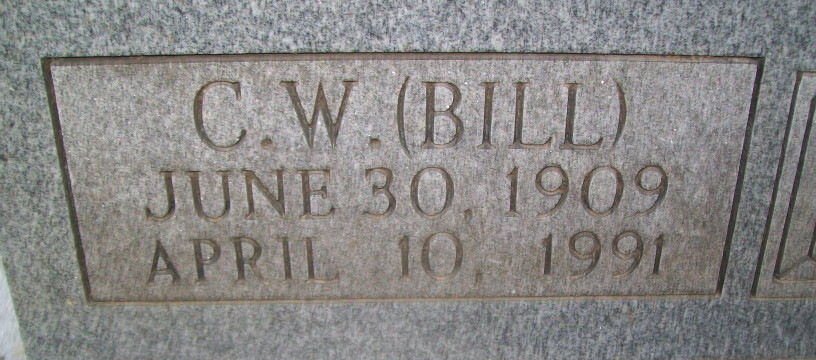 C.W.(BILL)
JUNE 30, 1909
APRIL 10, 1991